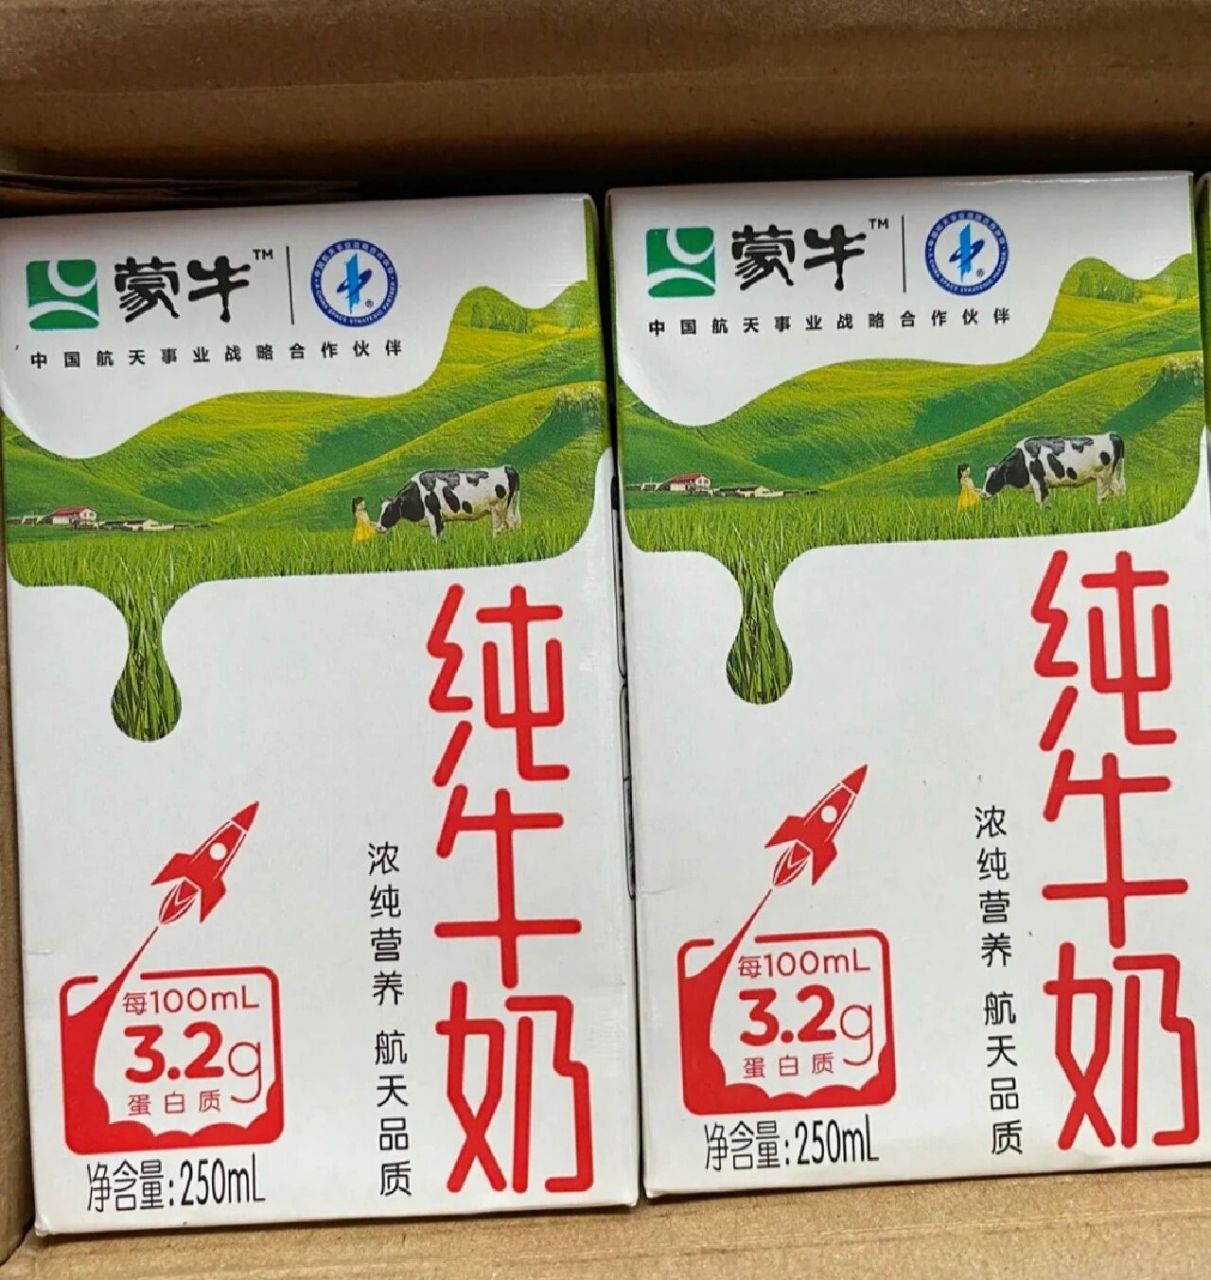 蒙牛™
中国航天事业战略合作伙伴
纯牛奶
浓纯营养 航天品质
每100mL
3.2g
蛋白质
净含量:250mL
蒙牛™
中国航天事业战略合作伙伴
纯牛奶
浓纯营养 航天品质
每100mL
3.2g
蛋白质
净含量:250mL